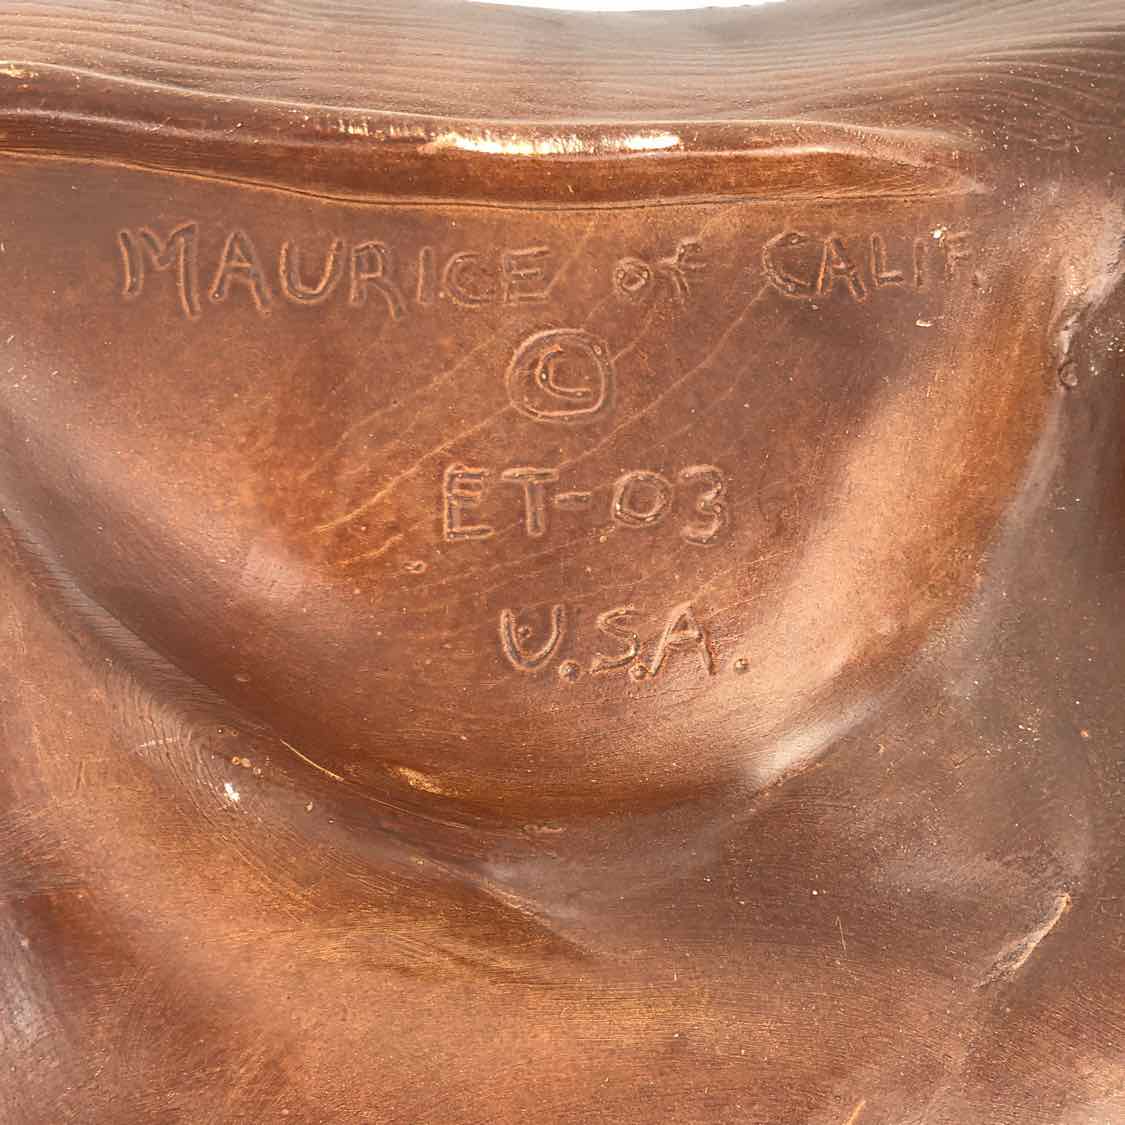 MAURICE of CALIF.
©
ET-03
U.S.A.